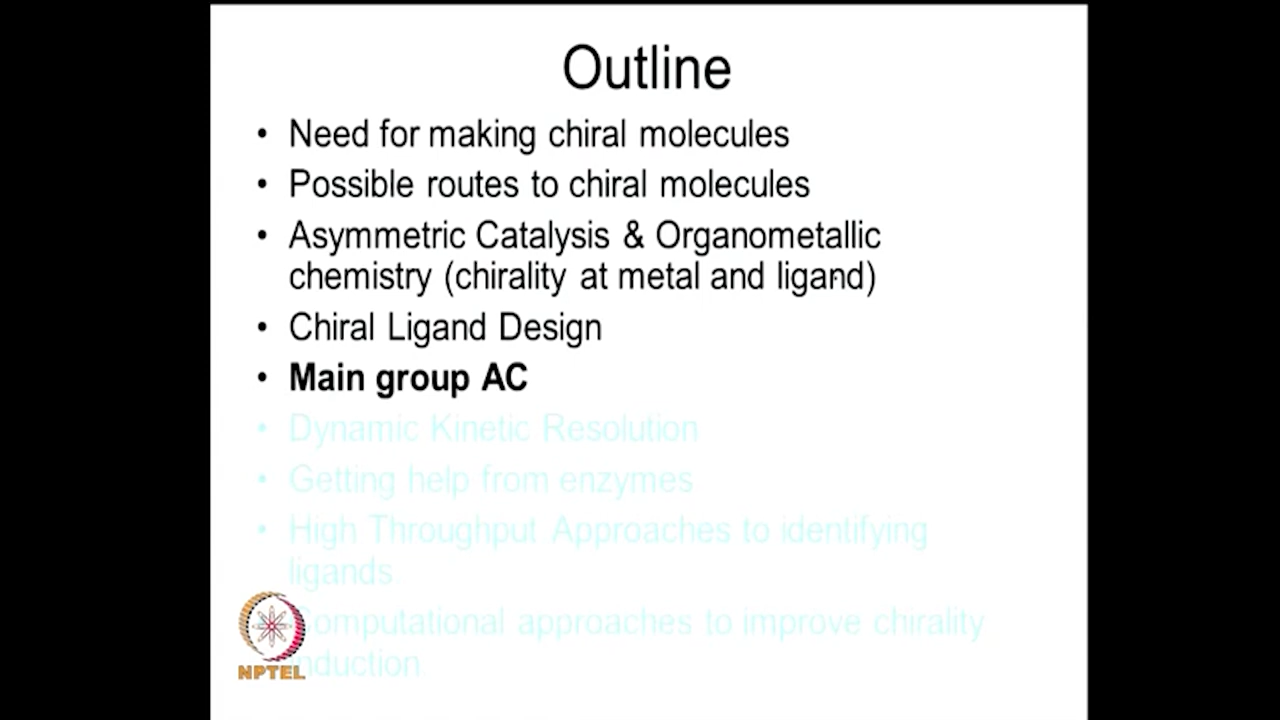 Outline
• Need for making chiral molecules
• Possible routes to chiral molecules
• Asymmetric Catalysis & Organometallic
chemistry (chirality at metal and ligand)
• Chiral Ligand Design
• Main group AC
• Dynamic Kinetic Resolution
• Getting help from enzymes
• High Throughput Approaches to identifying
ligands.
Computational approaches to improve chirality
induction.
NPTEL